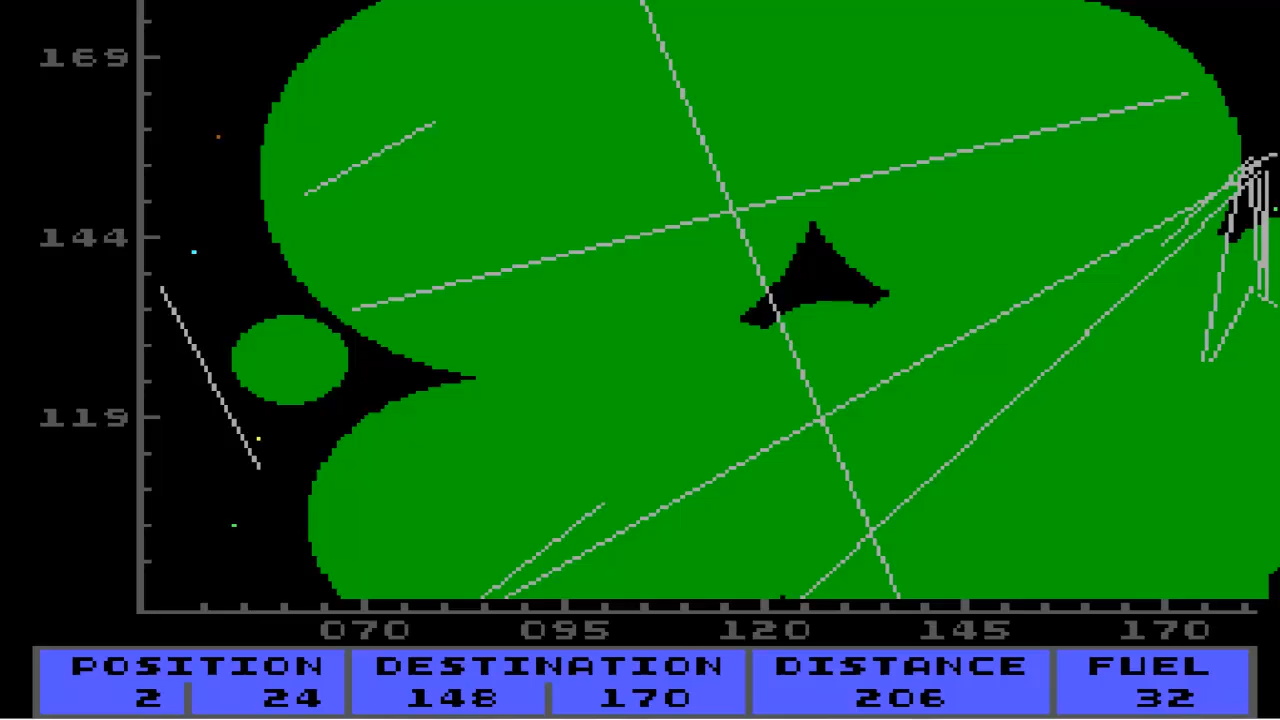 169
144
119
070 095 120 145 170
POSITION DESTINATION DISTANCE FUEL
2 24 148 170 206 32